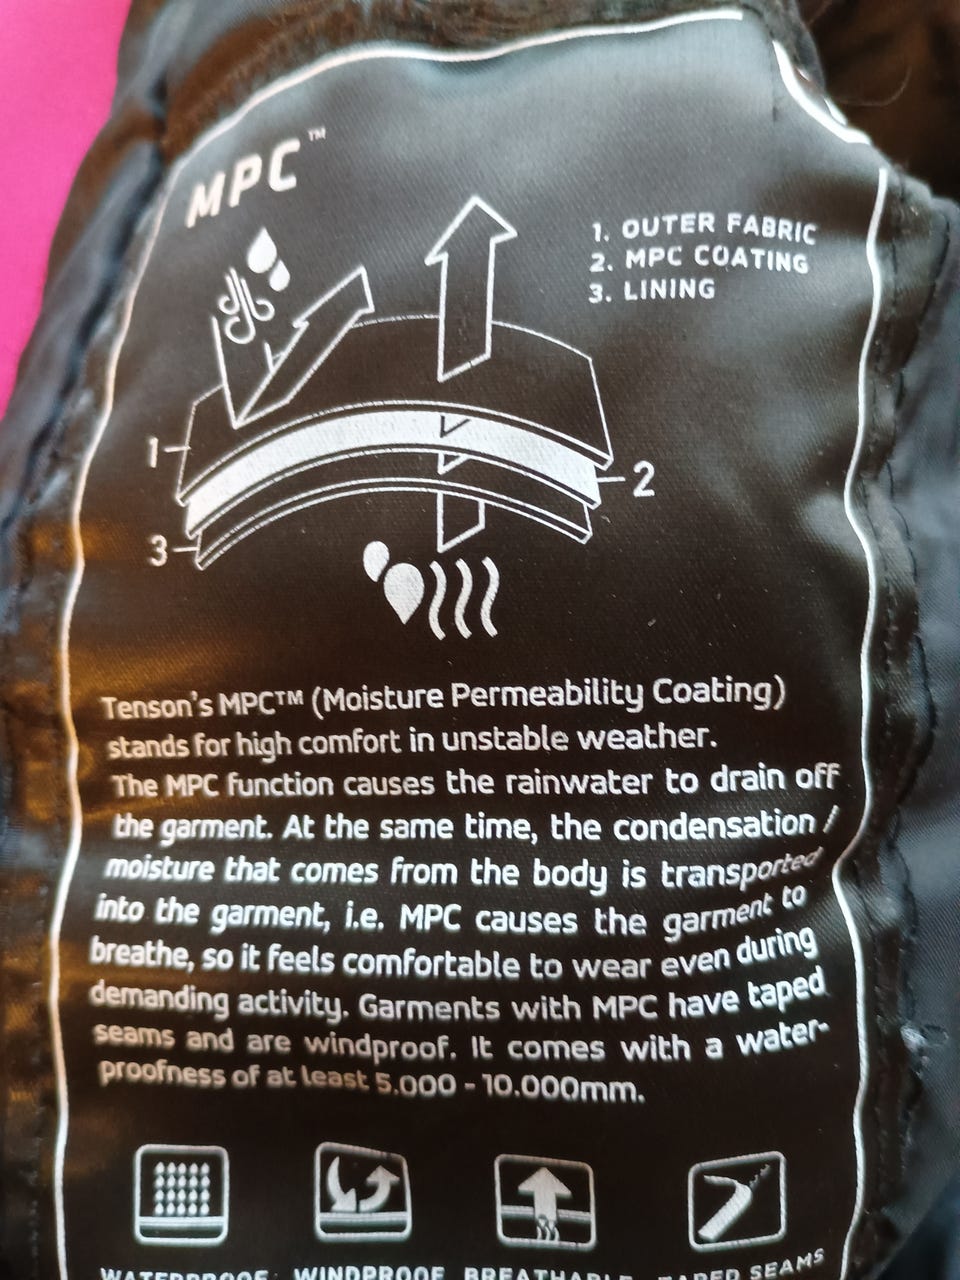 MPC™
1. OUTER FABRIC
2. MPC COATING
3. LINING
1
2
3
Tenson's MPC™ (Moisture Permeability Coating)
stands for high comfort in unstable weather.
The MPC function causes the rainwater to drain off
the garment. At the same time, the condensation /
moisture that comes from the body is transported
into the garment, i.e. MPC causes the garment to
breathe, so it feels comfortable to wear even during
demanding activity. Garments with MPC have taped
seams and are windproof. It comes with a water-
proofness of at least 5.000 - 10.000mm.
WATERPROOF WINDPROOF BREATHABLE TAPED SEAMS